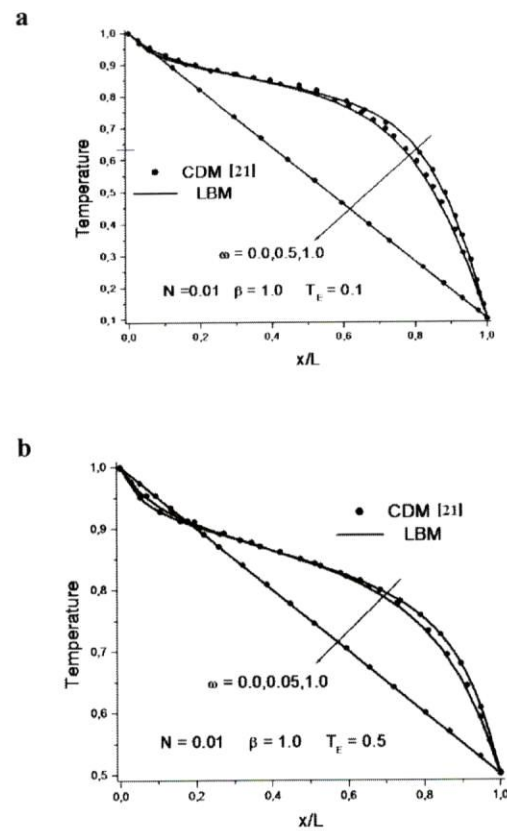 a
1,0
0,9
0,8
0,7
0,6
0,5
0,4
0,3
0,2
0,1
Temperature
CDM [21]
LBM
ω = 0.0,0.5,1.0
N =0.01 β = 1.0 T_E = 0.1
0,0 0,2 0,4 0,6 0,8 1,0
x/L
b
1,0
0,9
0,8
0,7
0,6
0,5
Temperature
CDM [21]
LBM
ω = 0.0,0.05,1.0
N = 0.01 β = 1.0 T_E = 0.5
0,0 0,2 0,4 0,6 0,8 1,0
x/L